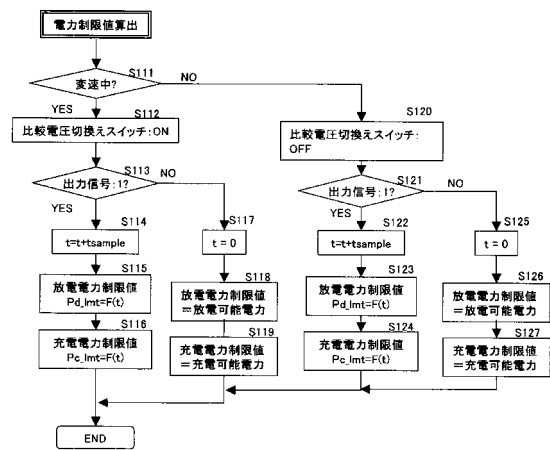 電力制限値算出
S111
変速中?
NO
YES
S112
比較電圧切換えスイッチ:ON
S113
出力信号:1?
NO
YES
S114
t=t+tsample
S115
放電電力制限値
Pd_lmt=F(t)
S116
充電電力制限値
Pc_lmt=F(t)
S117
t = 0
S118
放電電力制限値
=放電可能電力
S119
充電電力制限値
=充電可能電力
S120
比較電圧切換えスイッチ:
OFF
S121
出力信号:1?
NO
YES
S122
t=t+tsample
S123
放電電力制限値
Pd_lmt=F(t)
S124
充電電力制限値
Pc_lmt=F(t)
S125
t = 0
S126
放電電力制限値
=放電可能電力
S127
充電電力制限値
=充電可能電力
END